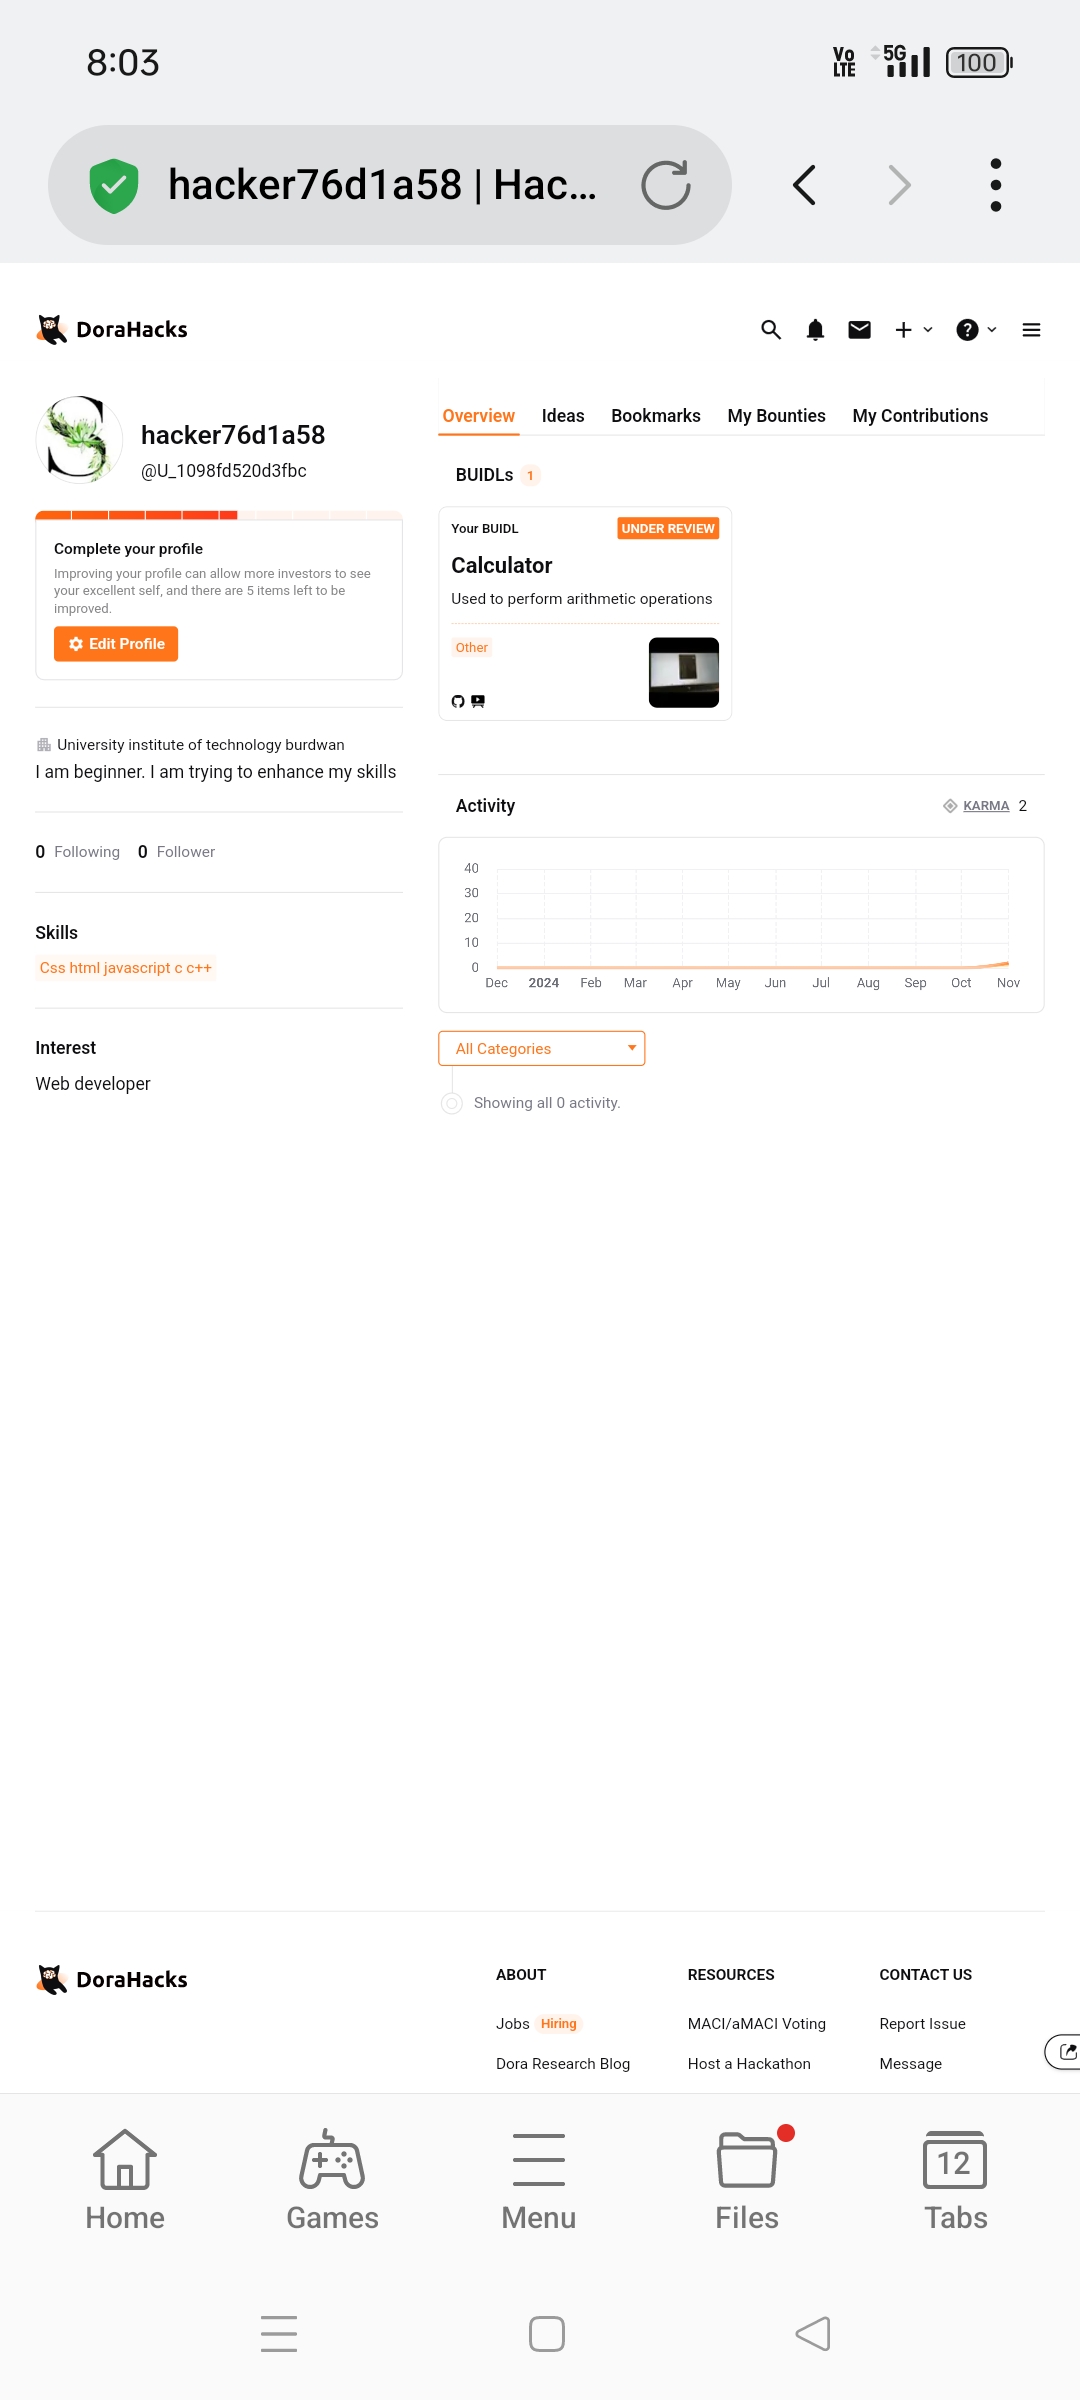 8:03
Vo LTE 5G 100
hacker76d1a58 | Hac...
DoraHacks
hacker76d1a58
@U_1098fd520d3fbc
Complete your profile
Improving your profile can allow more investors to see
your excellent self, and there are 5 items left to be
improved.
Edit Profile
University institute of technology burdwan
I am beginner. I am trying to enhance my skills
0 Following 0 Follower
Skills
Css html javascript c c++
Interest
Web developer
Overview Ideas Bookmarks My Bounties My Contributions
BUIDLs 1
Your BUIDL UNDER REVIEW
Calculator
Used to perform arithmetic operations
Other
Activity KARMA 2
40
30
20
10
0
Dec 2024 Feb Mar Apr May Jun Jul Aug Sep Oct Nov
All Categories
Showing all 0 activity.
DoraHacks
ABOUT
Jobs Hiring
Dora Research Blog
RESOURCES
MACI/aMACI Voting
Host a Hackathon
CONTACT US
Report Issue
Message
12
Home Games Menu Files Tabs